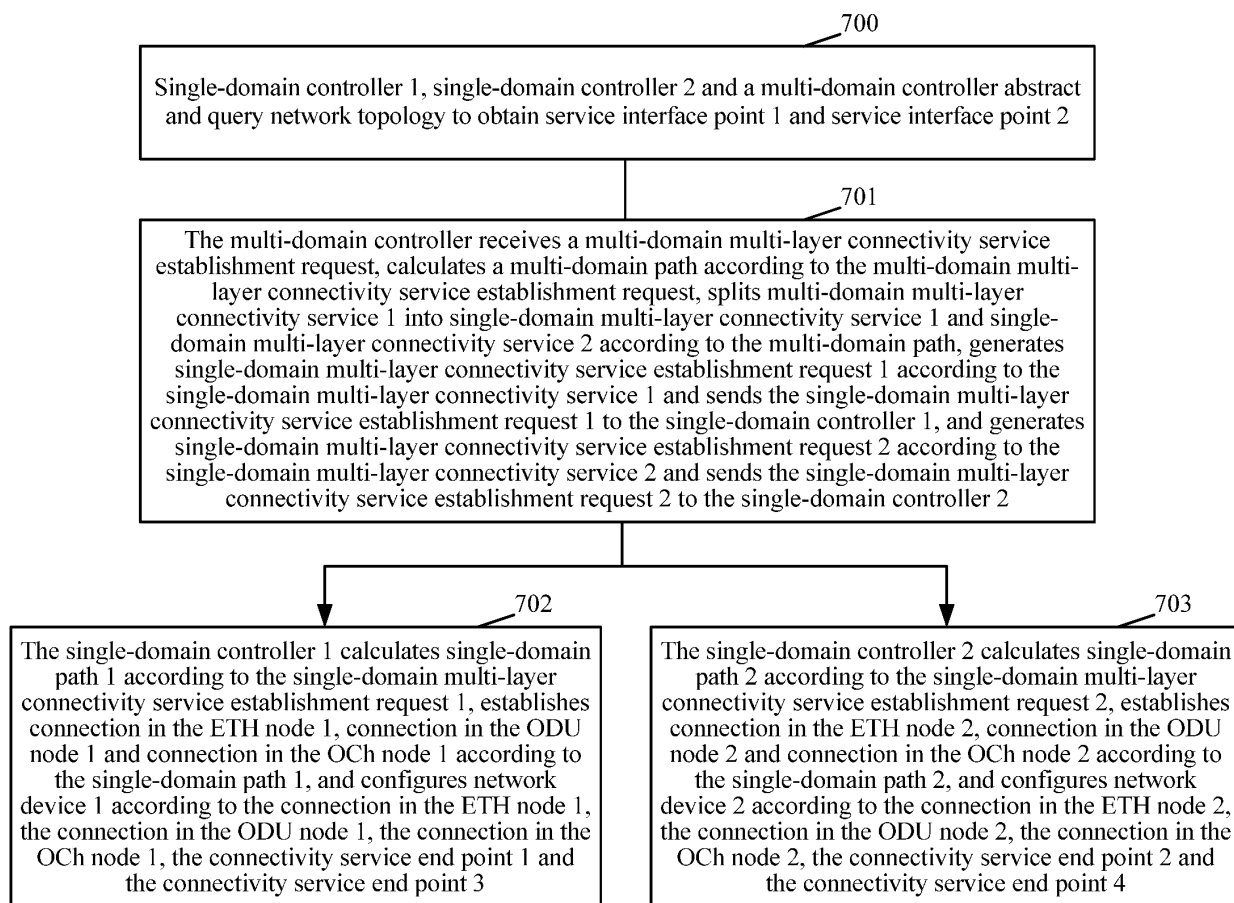 700
Single-domain controller 1, single-domain controller 2 and a multi-domain controller abstract
and query network topology to obtain service interface point 1 and service interface point 2
701
The multi-domain controller receives a multi-domain multi-layer connectivity service
establishment request, calculates a multi-domain path according to the multi-domain multi-
layer connectivity service establishment request, splits multi-domain multi-layer
connectivity service 1 into single-domain multi-layer connectivity service 1 and single-
domain multi-layer connectivity service 2 according to the multi-domain path, generates
single-domain multi-layer connectivity service establishment request 1 according to the
single-domain multi-layer connectivity service 1 and sends the single-domain multi-layer
connectivity service establishment request 1 to the single-domain controller 1, and generates
single-domain multi-layer connectivity service establishment request 2 according to the
single-domain multi-layer connectivity service 2 and sends the single-domain multi-layer
connectivity service establishment request 2 to the single-domain controller 2
702
The single-domain controller 1 calculates single-domain
path 1 according to the single-domain multi-layer
connectivity service establishment request 1, establishes
connection in the ETH node 1, connection in the ODU
node 1 and connection in the OCh node 1 according to
the single-domain path 1, and configures network
device 1 according to the connection in the ETH node 1,
the connection in the ODU node 1, the connection in the
OCh node 1, the connectivity service end point 1 and
the connectivity service end point 3
703
The single-domain controller 2 calculates single-domain
path 2 according to the single-domain multi-layer
connectivity service establishment request 2, establishes
connection in the ETH node 2, connection in the ODU
node 2 and connection in the OCh node 2 according to
the single-domain path 2, and configures network
device 2 according to the connection in the ETH node 2,
the connection in the ODU node 2, the connection in the
OCh node 2, the connectivity service end point 2 and
the connectivity service end point 4